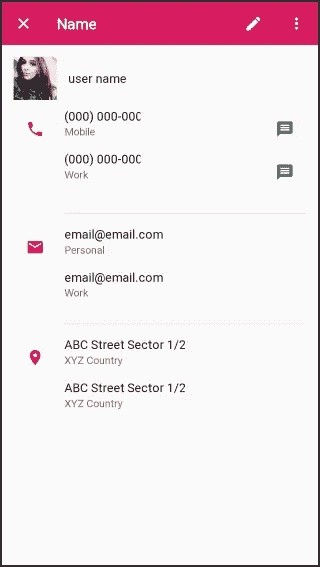 Name
user name
(000) 000-000
Mobile
(000) 000-000
Work
email@email.com
Personal
email@email.com
Work
ABC Street Sector 1/2
XYZ Country
ABC Street Sector 1/2
XYZ Country